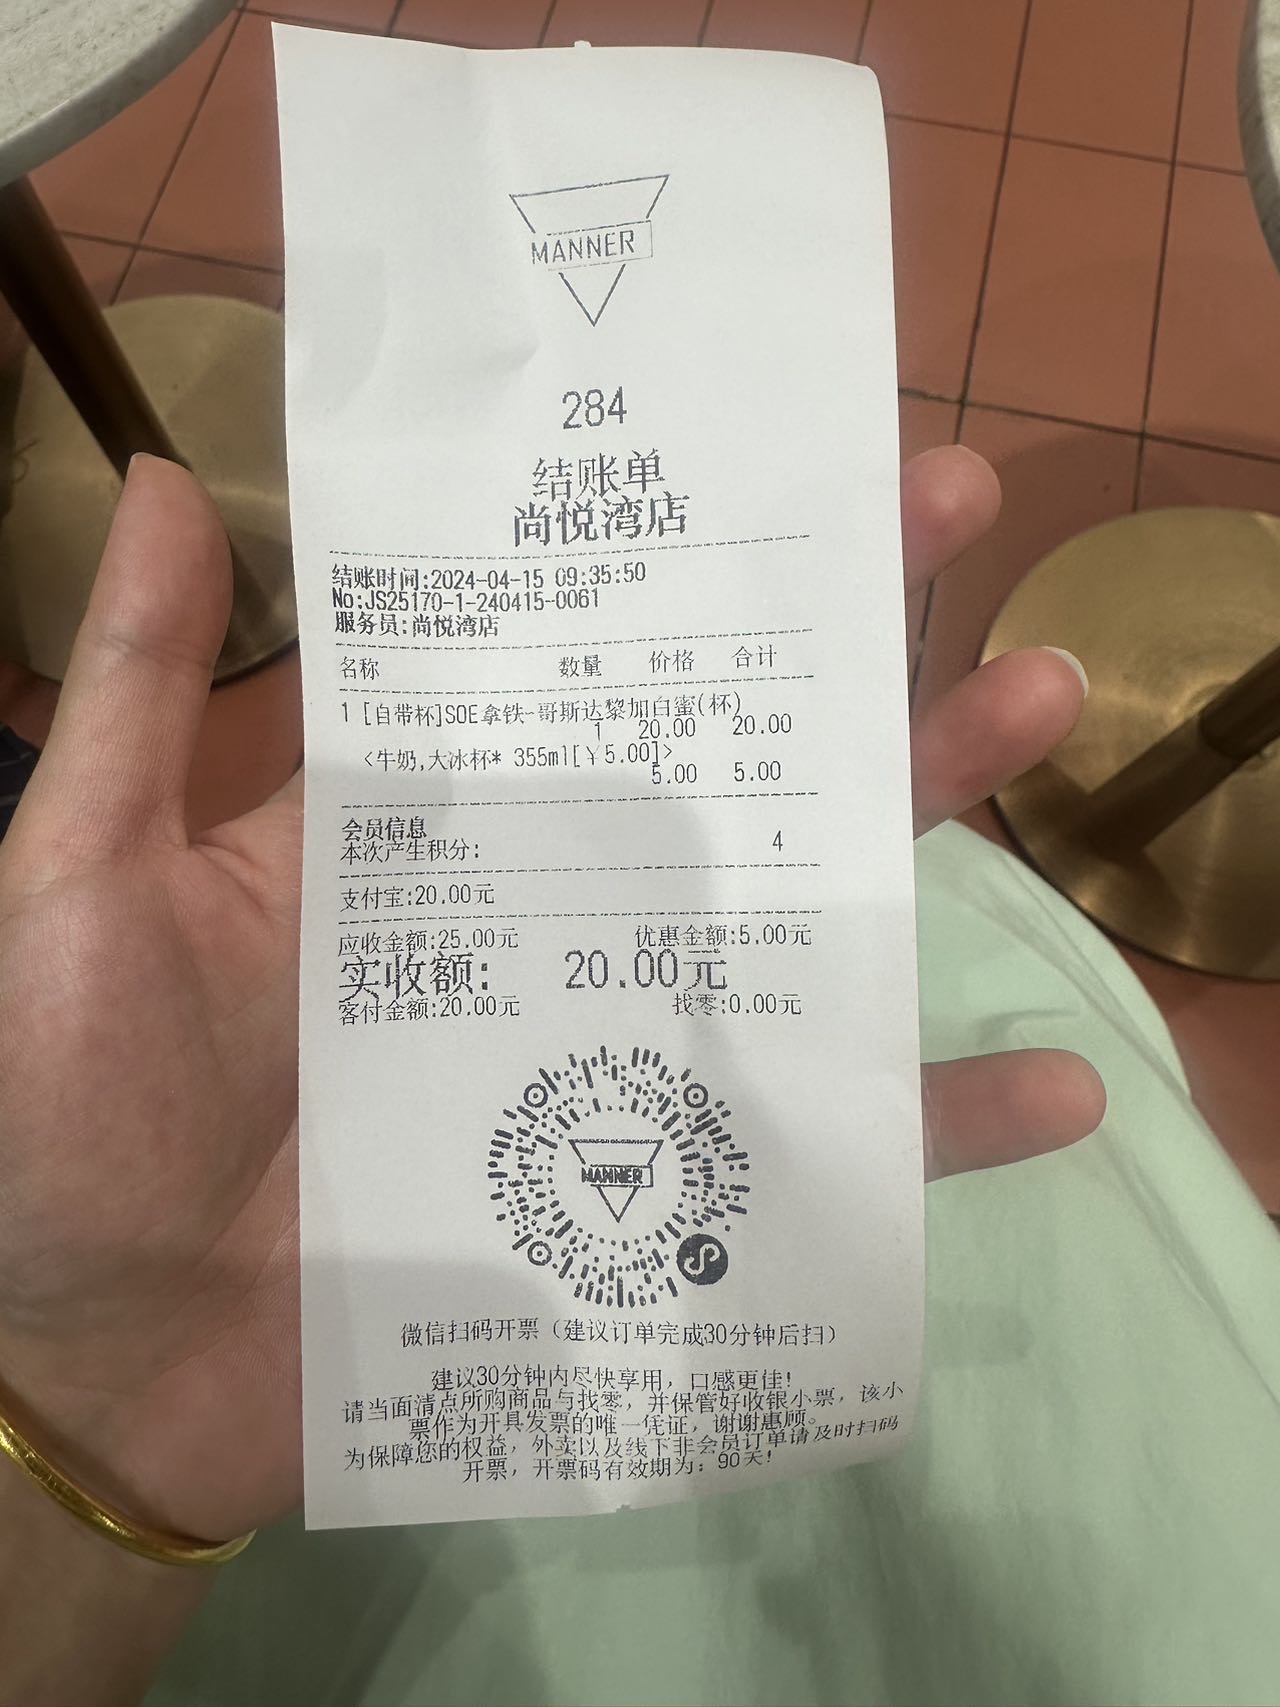 MANNER
284
结账单
尚悦湾店
结账时间:2024-04-15 09:35:50
No:JS25170-1-240415-0061
服务员:尚悦湾店
名称 数量 价格 合计
1 [自带杯]SOE拿铁-哥斯达黎加白蜜(杯)
1 20.00 20.00
<牛奶,大冰杯* 355ml[¥5.00]>
5.00 5.00
会员信息
本次产生积分: 4
支付宝:20.00元
应收金额:25.00元 优惠金额:5.00元
实收额: 20.00元
客付金额:20.00元 找零:0.00元
MANNER
微信扫码开票（建议订单完成30分钟后扫）
建议30分钟内尽快享用，口感更佳!
请当面清点所购商品与找零，并保管好收银小票，该小
票作为开具发票的唯一凭证，谢谢惠顾。
为保障您的权益，外卖以及线下非会员订单请及时扫码
开票，开票码有效期为：90天!